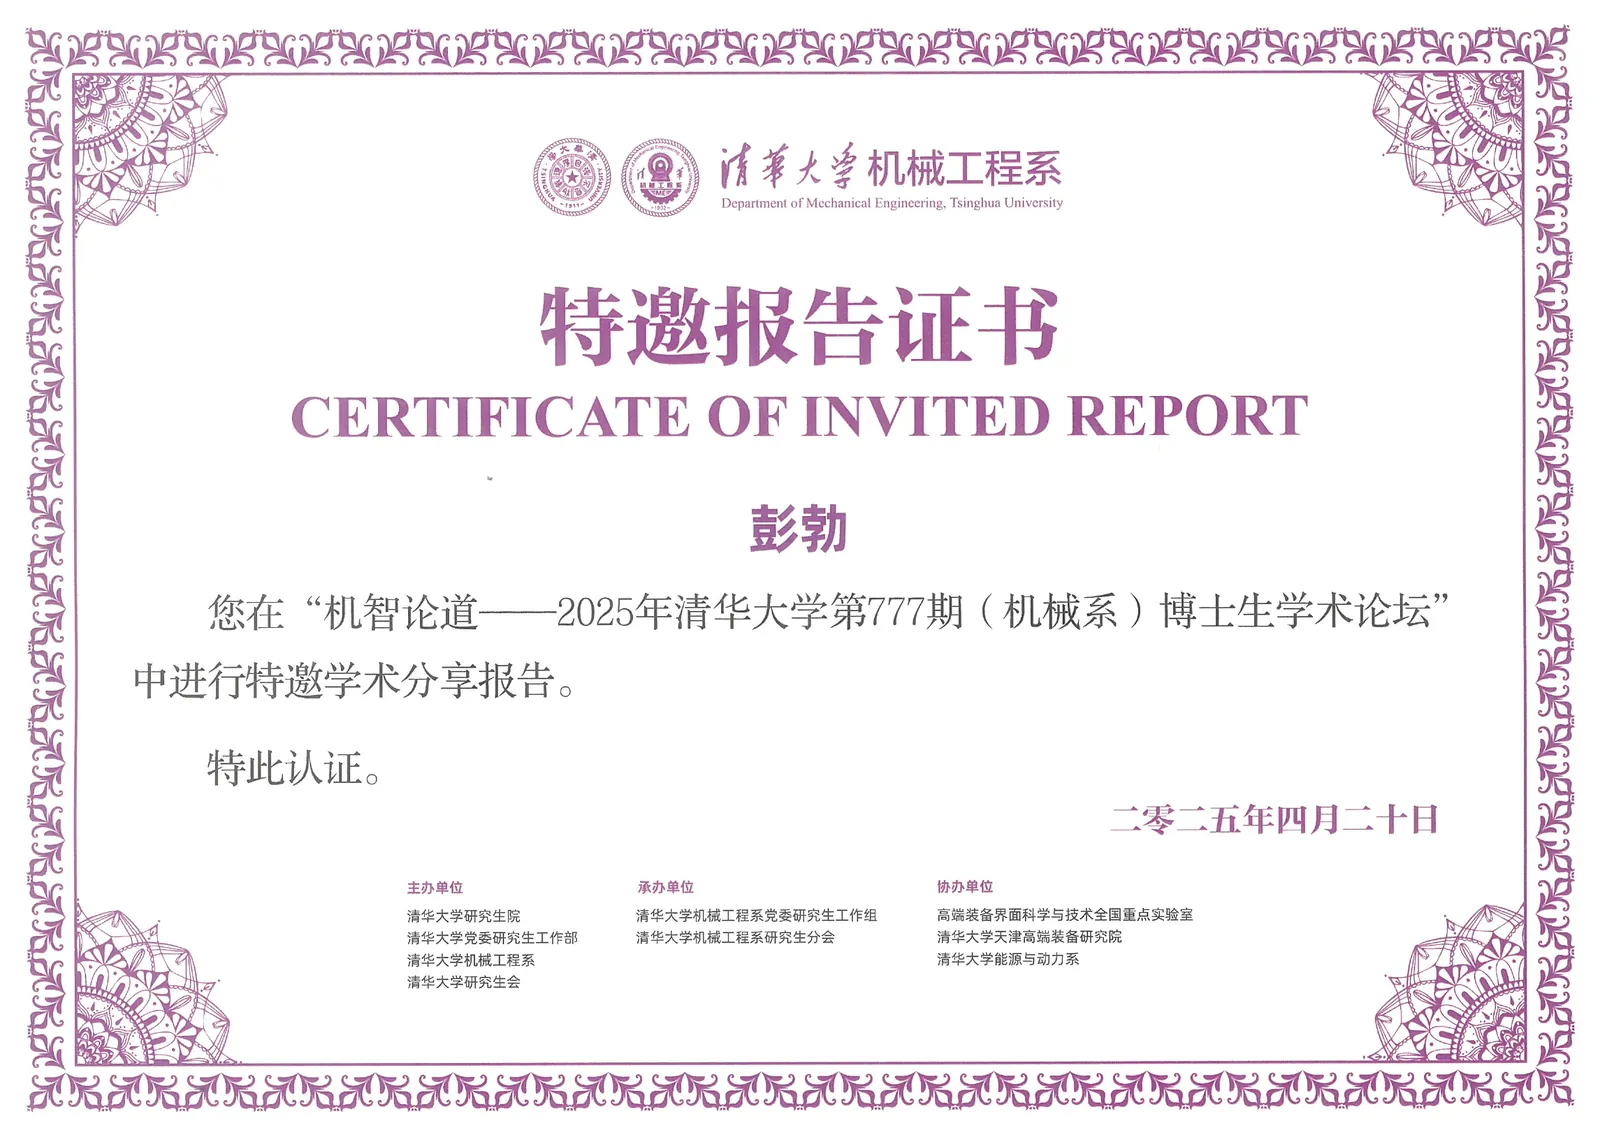 清華大学机械工程系
Department of Mechanical Engineering, Tsinghua University
特邀报告证书
CERTIFICATE OF INVITED REPORT
彭勃
您在“机智论道——2025年清华大学第777期（机械系）博士生学术论坛”
中进行特邀学术分享报告。
特此认证。
二零二五年四月二十日
主办单位
清华大学研究生院
清华大学党委研究生工作部
清华大学机械工程系
清华大学研究生会
承办单位
清华大学机械工程系党委研究生工作组
清华大学机械工程系研究生分会
协办单位
高端装备界面科学与技术全国重点实验室
清华大学天津高端装备研究院
清华大学能源与动力系